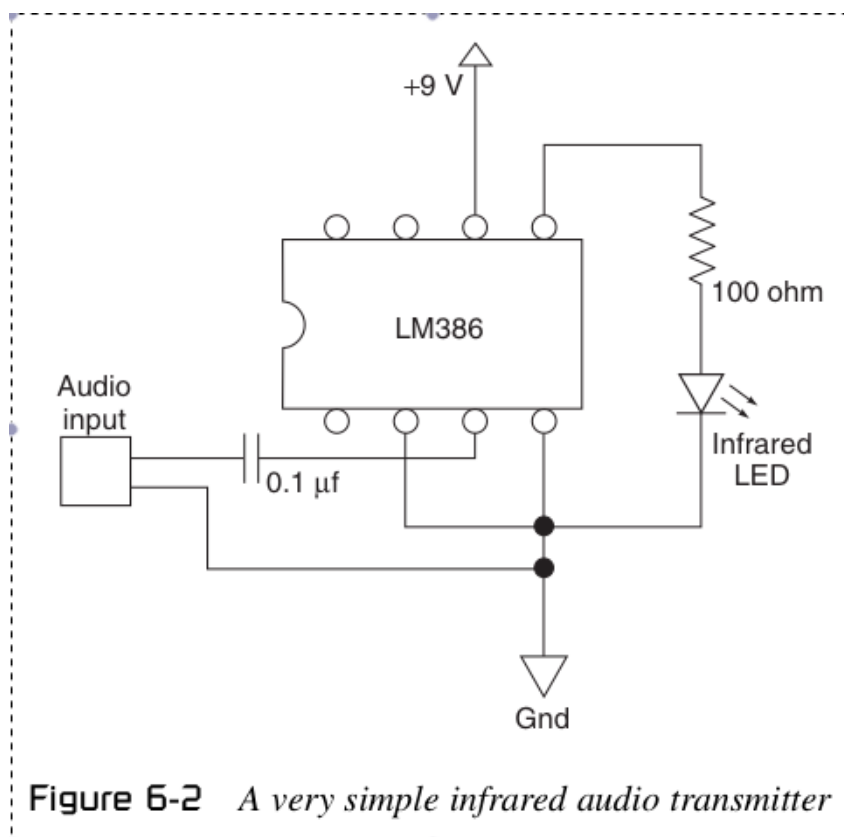 +9 V
LM386
100 ohm
Audio
input
0.1 µf
Infrared
LED
Gnd
Figure 6-2 A very simple infrared audio transmitter